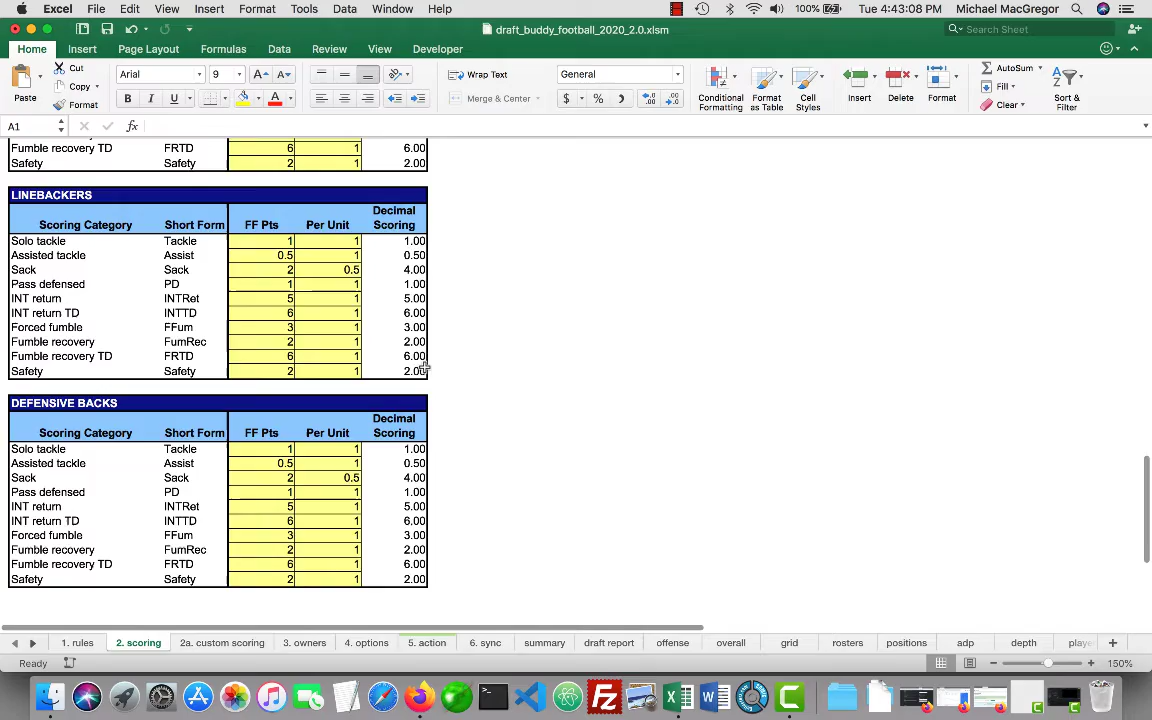 Excel File Edit View Insert Format Tools Data Window Help 100% Tue 4:43:08 PM Michael MacGregor
draft_buddy_football_2020_2.0.xlsm Search Sheet
Home Insert Page Layout Formulas Data Review View Developer
Paste Cut Copy Format
Arial 9 A A
B I U A
Wrap Text
Merge & Center
General
$ %
Conditional Formatting
Format as Table
Cell Styles
Insert Delete Format
AutoSum
Fill
Clear
Sort & Filter
A1 fx
Fumble recovery TD FRTD 6 1 6.00
Safety Safety 2 1 2.00
LINEBACKERS
Scoring Category Short Form FF Pts Per Unit Decimal Scoring
Solo tackle Tackle 1 1 1.00
Assisted tackle Assist 0.5 1 0.50
Sack Sack 2 0.5 4.00
Pass defensed PD 1 1 1.00
INT return INTRet 5 1 5.00
INT return TD INTTD 6 1 6.00
Forced fumble FFum 3 1 3.00
Fumble recovery FumRec 2 1 2.00
Fumble recovery TD FRTD 6 1 6.00
Safety Safety 2 1 2.00
DEFENSIVE BACKS
Scoring Category Short Form FF Pts Per Unit Decimal Scoring
Solo tackle Tackle 1 1 1.00
Assisted tackle Assist 0.5 1 0.50
Sack Sack 2 0.5 4.00
Pass defensed PD 1 1 1.00
INT return INTRet 5 1 5.00
INT return TD INTTD 6 1 6.00
Forced fumble FFum 3 1 3.00
Fumble recovery FumRec 2 1 2.00
Fumble recovery TD FRTD 6 1 6.00
Safety Safety 2 1 2.00
1. rules 2. scoring 2a. custom scoring 3. owners 4. options 5. action 6. sync summary draft report offense overall grid rosters positions adp depth playe
Ready 150%